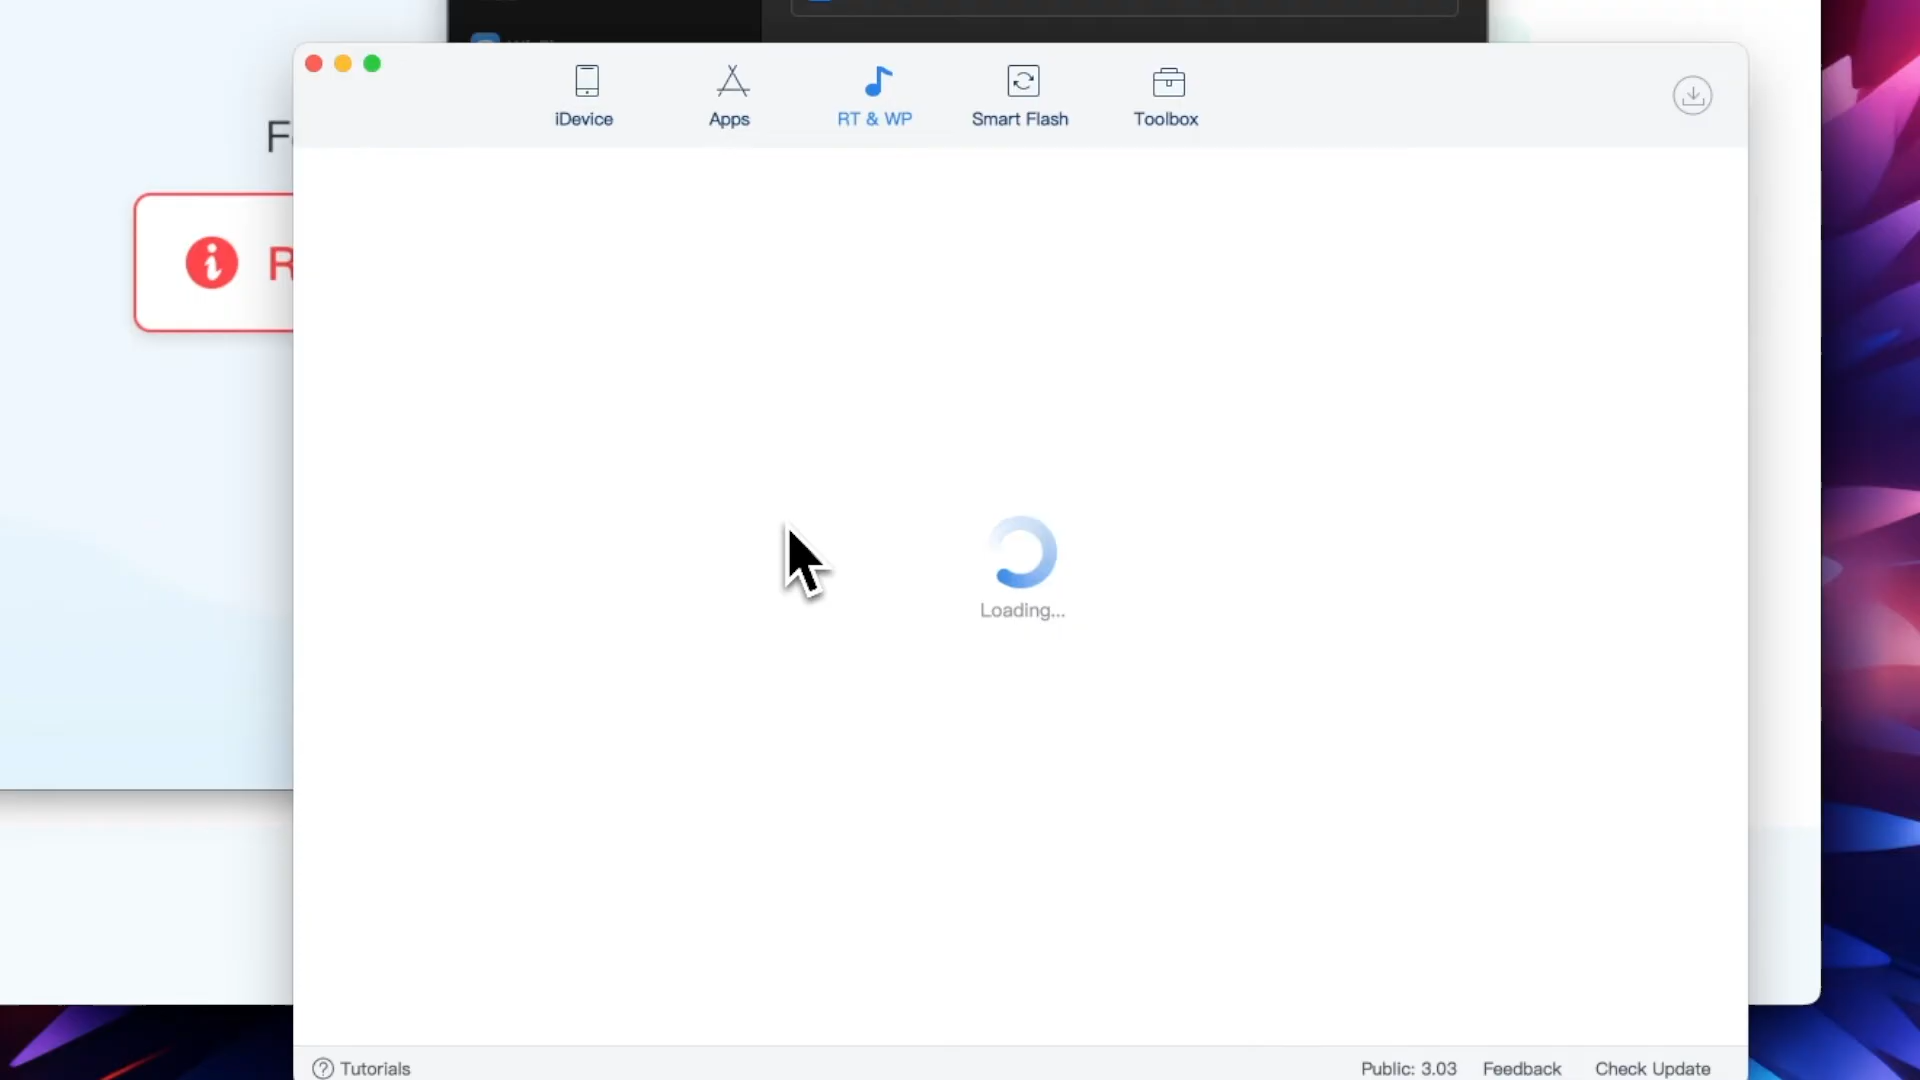 iDevice
Apps
RT & WP
Smart Flash
Toolbox
F
R
Loading...
Tutorials
Public: 3.03
Feedback
Check Update